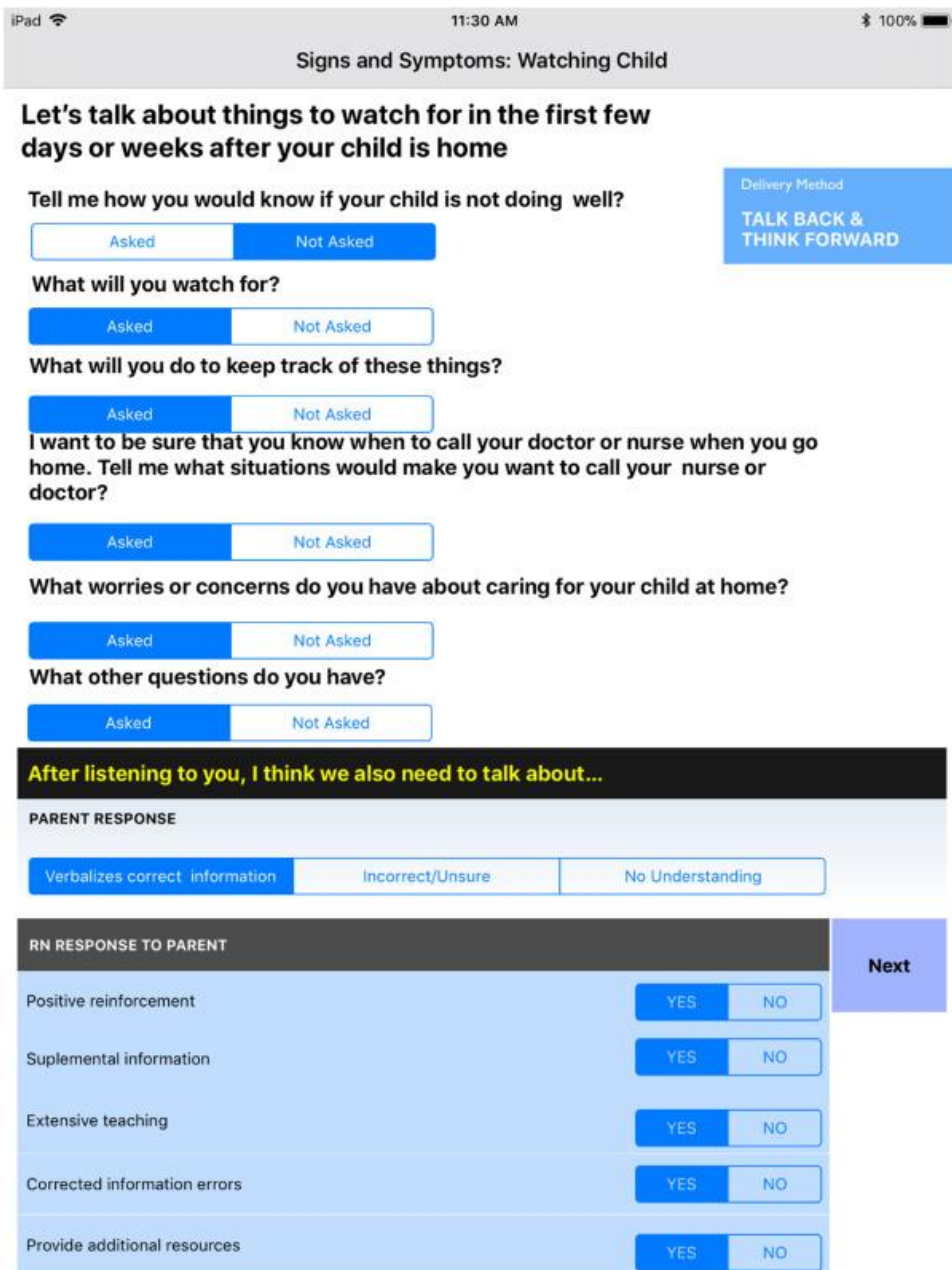 iPad
11:30 AM
100%
Signs and Symptoms: Watching Child
Let's talk about things to watch for in the first few
days or weeks after your child is home
Tell me how you would know if your child is not doing well?
Delivery Method
TALK BACK &
THINK FORWARD
Asked Not Asked
What will you watch for?
Asked Not Asked
What will you do to keep track of these things?
Asked Not Asked
I want to be sure that you know when to call your doctor or nurse when you go
home. Tell me what situations would make you want to call your nurse or
doctor?
Asked Not Asked
What worries or concerns do you have about caring for your child at home?
Asked Not Asked
What other questions do you have?
Asked Not Asked
After listening to you, I think we also need to talk about...
PARENT RESPONSE
Verbalizes correct information Incorrect/Unsure No Understanding
RN RESPONSE TO PARENT
Next
Positive reinforcement YES NO
Suplemental information YES NO
Extensive teaching YES NO
Corrected information errors YES NO
Provide additional resources YES NO